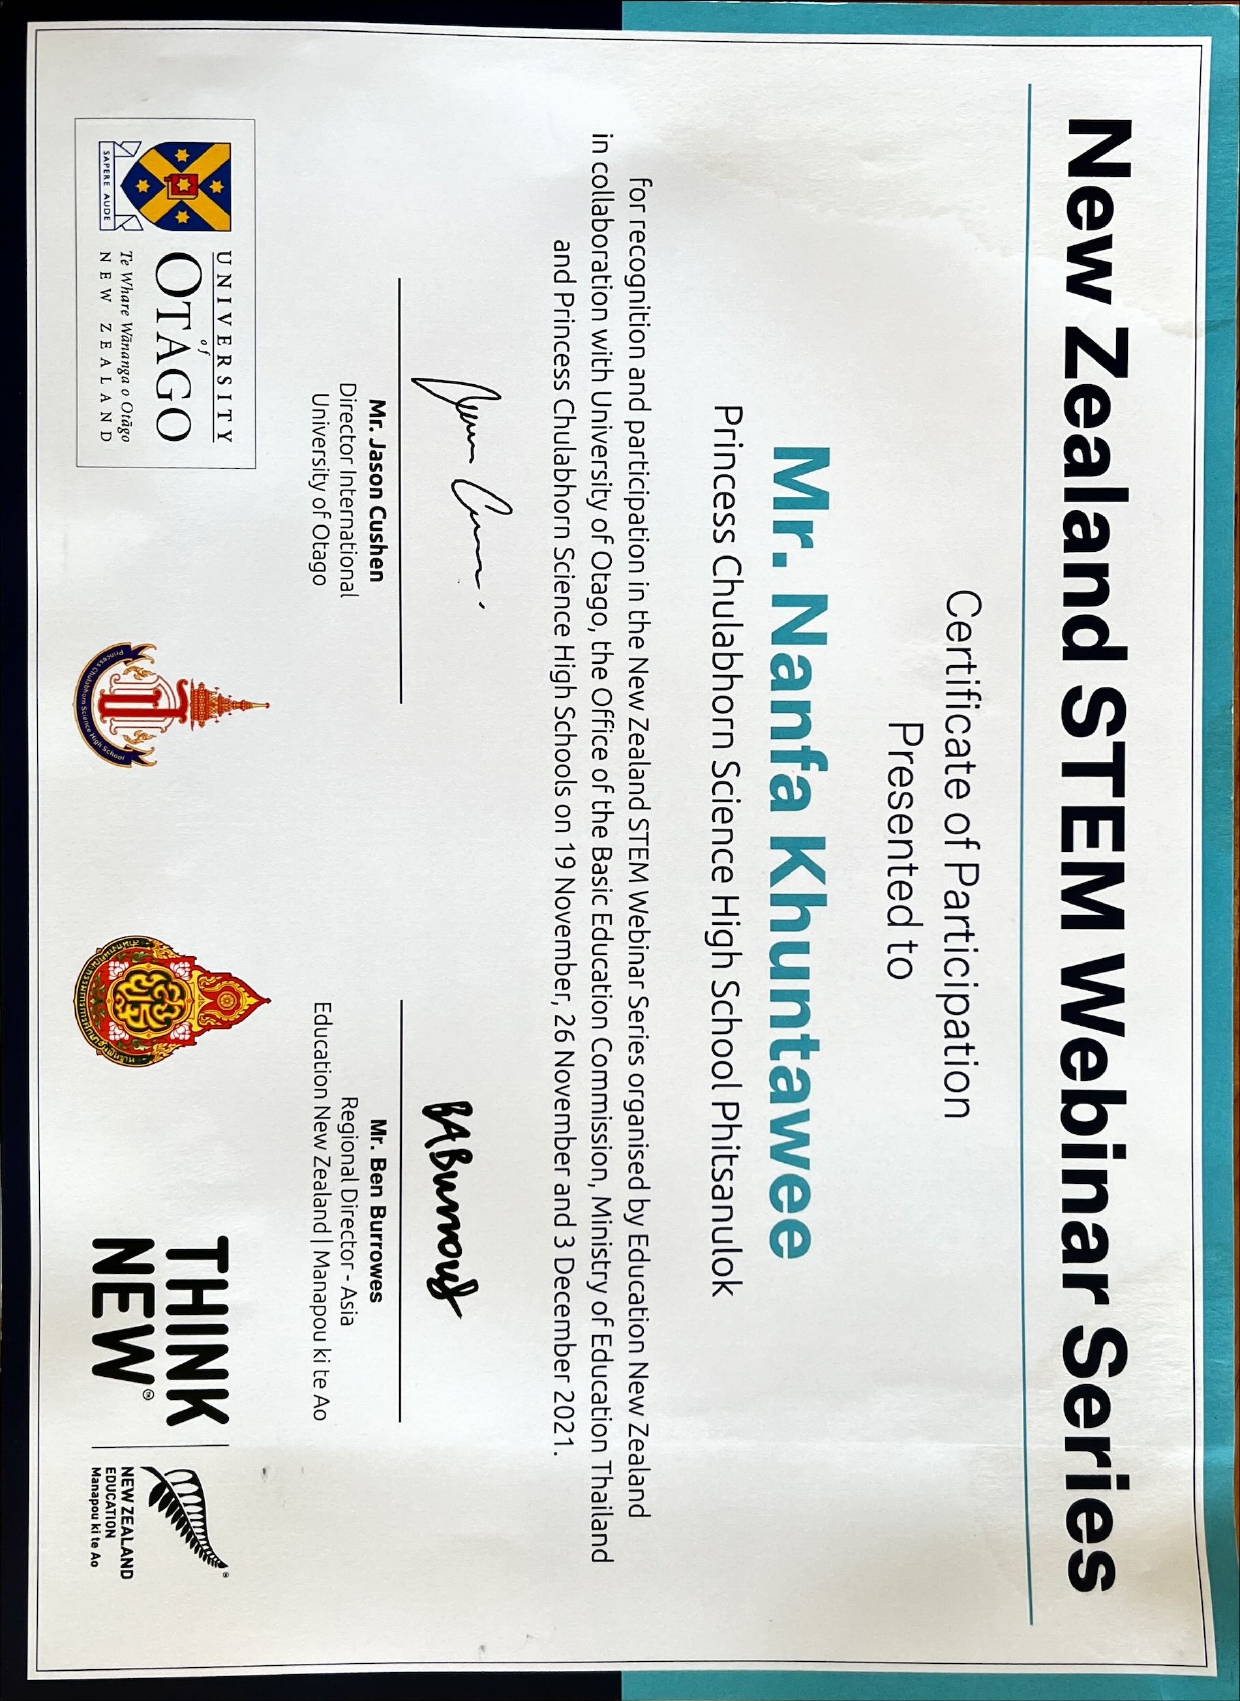 New Zealand STEM Webinar Series
Certificate of Participation
Presented to
Mr. Nanfa Khuntawee
Princess Chulabhorn Science High School Phitsanulok
for recognition and participation in the New Zealand STEM Webinar Series organised by Education New Zealand
in collaboration with University of Otago, the Office of the Basic Education Commission, Ministry of Education Thailand
and Princess Chulabhorn Science High Schools on 19 November, 26 November and 3 December 2021.
BABurrowes
Mr. Jason Cushen
Director International
University of Otago
Mr. Ben Burrowes
Regional Director - Asia
Education New Zealand | Manapou ki te Ao
UNIVERSITY
of
OTAGO
Te Whare Wānanga o Otāgo
NEW ZEALAND
SAPERE AUDE
Princess Chulabhorn Science High School
THINK
NEW™
NEW ZEALAND
EDUCATION
Manapou ki te Ao